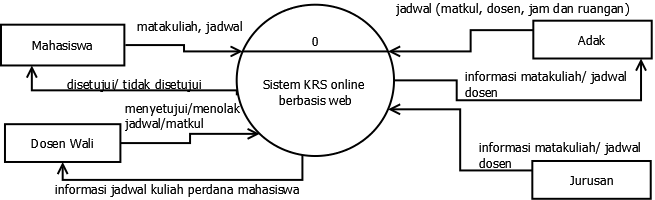 jadwal (matkul, dosen, jam dan ruangan)
matakuliah, jadwal
Mahasiswa
0
Adak
disetujui/ tidak disetujui
Sistem KRS online
berbasis web
informasi matakuliah/ jadwal
dosen
menyetujui/menolak
jadwal/matkul
Dosen Wali
informasi matakuliah/ jadwal
dosen
Jurusan
informasi jadwal kuliah perdana mahasiswa